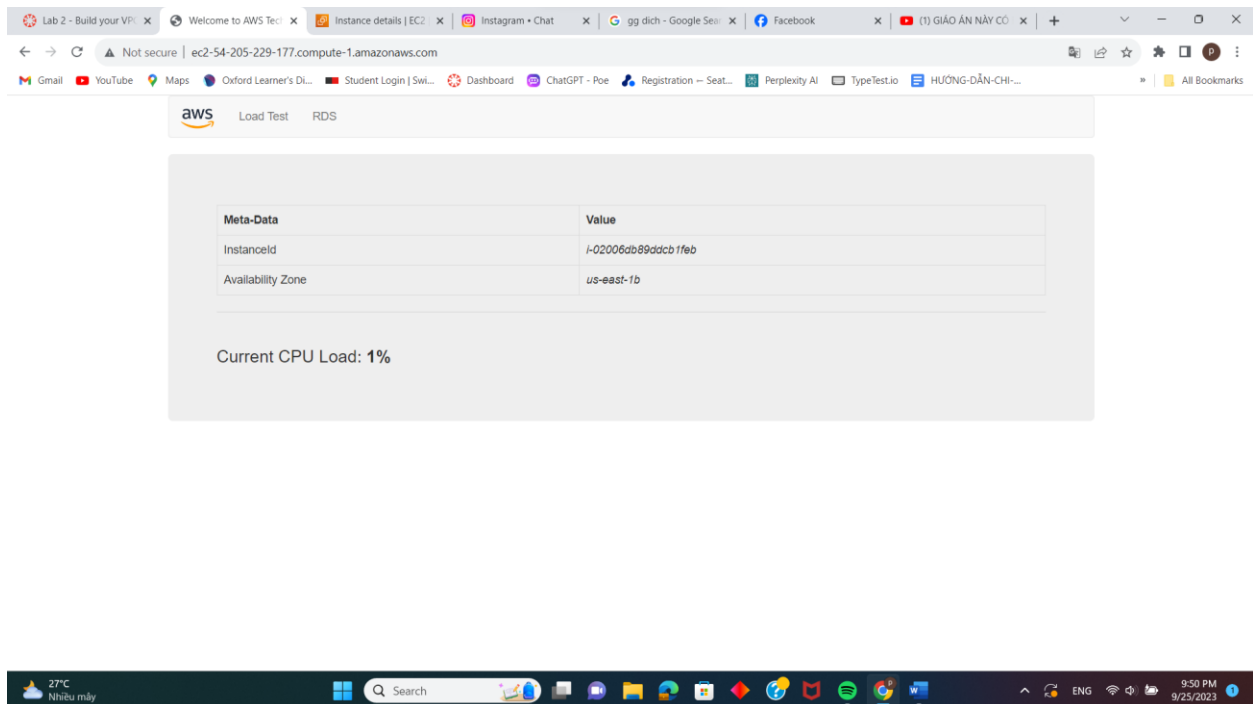 Lab 2 - Build your VPC
Welcome to AWS Tech
Instance details | EC2 |
Instagram • Chat
gg dich - Google Sear
Facebook
(1) GIÁO ÁN NÀY CÓ
Not secure | ec2-54-205-229-177.compute-1.amazonaws.com
P
Gmail
YouTube
Maps
Oxford Learner's Di...
Student Login | Swi...
Dashboard
ChatGPT - Poe
Registration — Seat...
Perplexity AI
TypeTest.io
HƯỚNG-DẪN-CHI-...
»
All Bookmarks
aws Load Test RDS
Meta-Data Value
InstanceId i-02006db89ddcb1feb
Availability Zone us-east-1b
Current CPU Load: 1%
27°C
Nhiều mây
Search
ENG
9:50 PM
9/25/2023
1